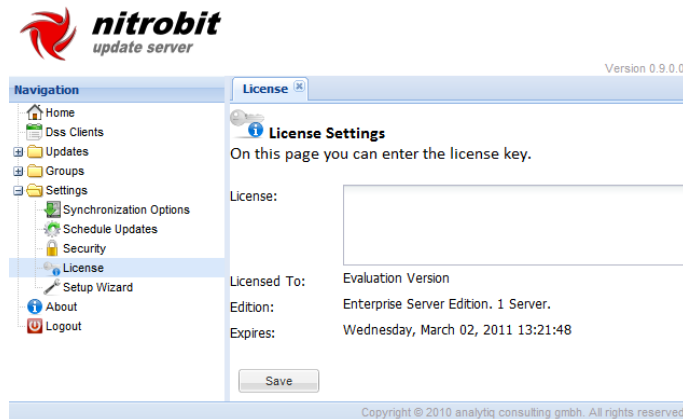 nitrobit
update server
Version 0.9.0.0
Navigation
Home
Dss Clients
Updates
Groups
Settings
Synchronization Options
Schedule Updates
Security
License
Setup Wizard
About
Logout
License
License Settings
On this page you can enter the license key.
License:
Licensed To: Evaluation Version
Edition: Enterprise Server Edition. 1 Server.
Expires: Wednesday, March 02, 2011 13:21:48
Save
Copyright © 2010 analytiq consulting gmbh. All rights reserved